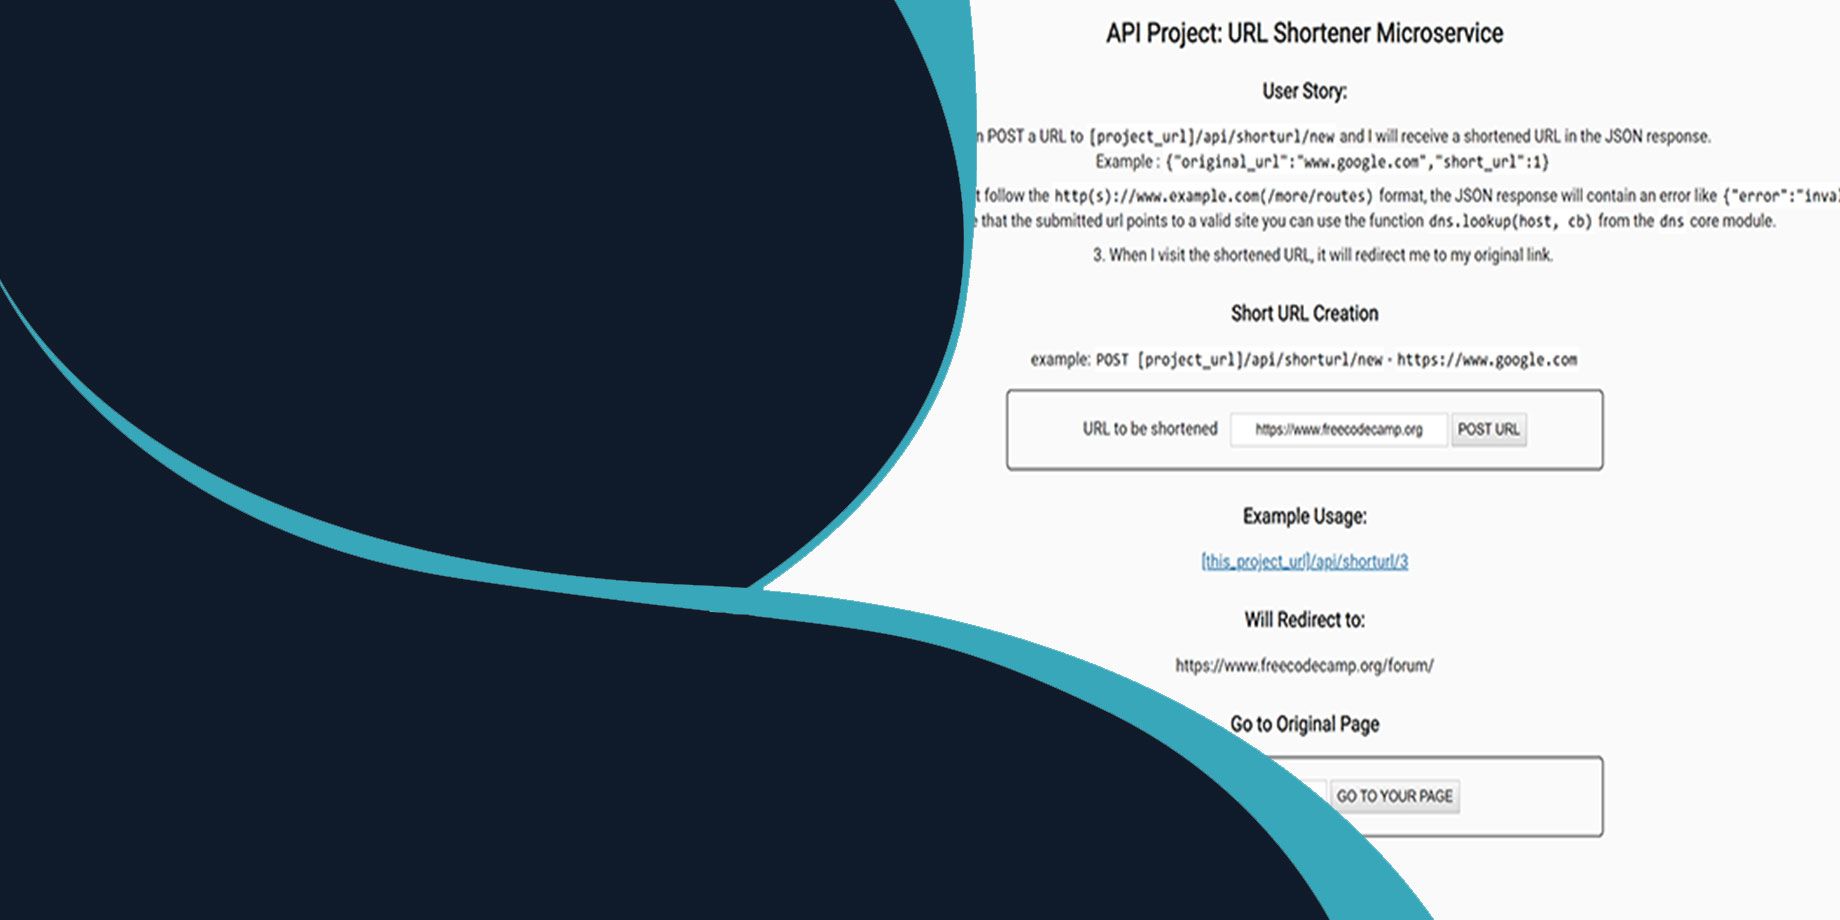 API Project: URL Shortener Microservice
User Story:
POST a URL to [project_url]/api/shorturl/new and I will receive a shortened URL in the JSON response.
Example : {"original_url":"www.google.com","short_url":1}
follow the http(s)://www.example.com(/more/routes) format, the JSON response will contain an error like {"error":"inva
that the submitted url points to a valid site you can use the function dns.lookup(host, cb) from the dns core module.
3. When I visit the shortened URL, it will redirect me to my original link.
Short URL Creation
example: POST [project_url]/api/shorturl/new - https://www.google.com
URL to be shortened https://www.freecodecamp.org POST URL
Example Usage:
[this_project_url]/api/shorturl/3
Will Redirect to:
https://www.freecodecamp.org/forum/
Go to Original Page
GO TO YOUR PAGE